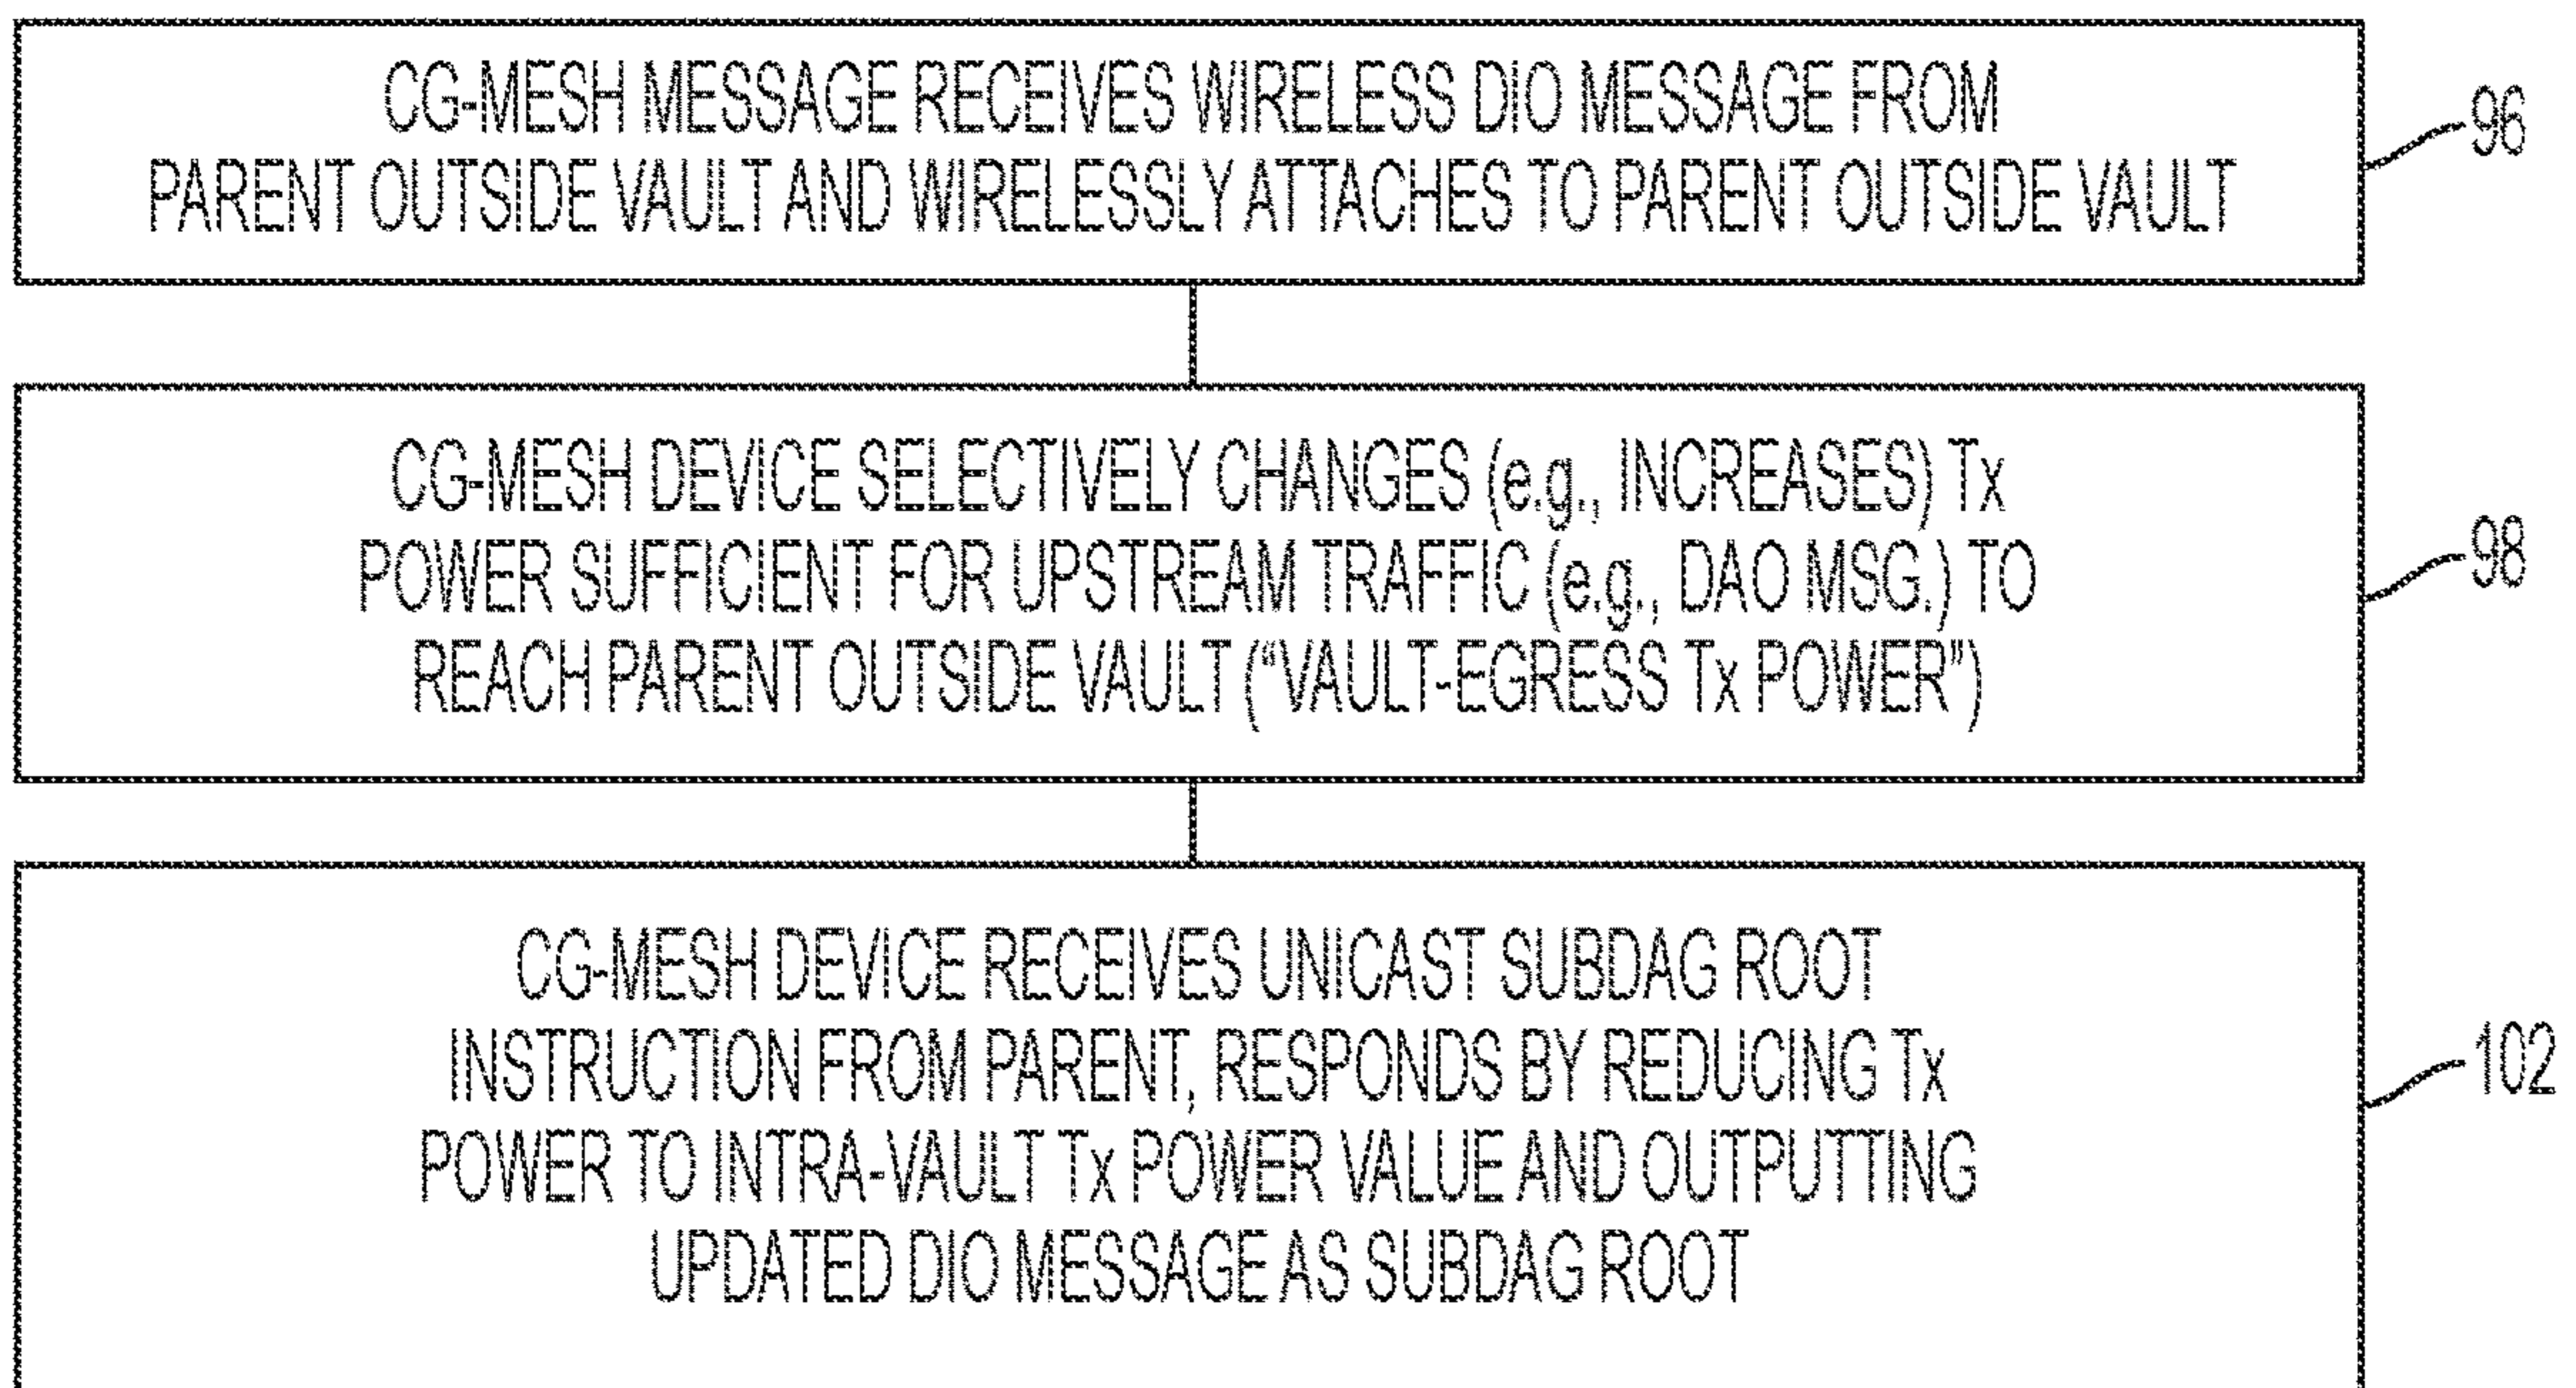 CG-MESH MESSAGE RECEIVES WIRELESS DIO MESSAGE FROM
PARENT OUTSIDE VAULT AND WIRELESSLY ATTACHES TO PARENT OUTSIDE VAULT
96
CG-MESH DEVICE SELECTIVELY CHANGES (e.g., INCREASES) Tx
POWER SUFFICIENT FOR UPSTREAM TRAFFIC (e.g., DAO MSG.) TO
REACH PARENT OUTSIDE VAULT (“VAULT-EGRESS Tx POWER”)
98
CG-MESH DEVICE RECEIVES UNICAST SUBDAG ROOT
INSTRUCTION FROM PARENT, RESPONDS BY REDUCING Tx
POWER TO INTRA-VAULT Tx POWER VALUE AND OUTPUTTING
UPDATED DIO MESSAGE AS SUBDAG ROOT
102